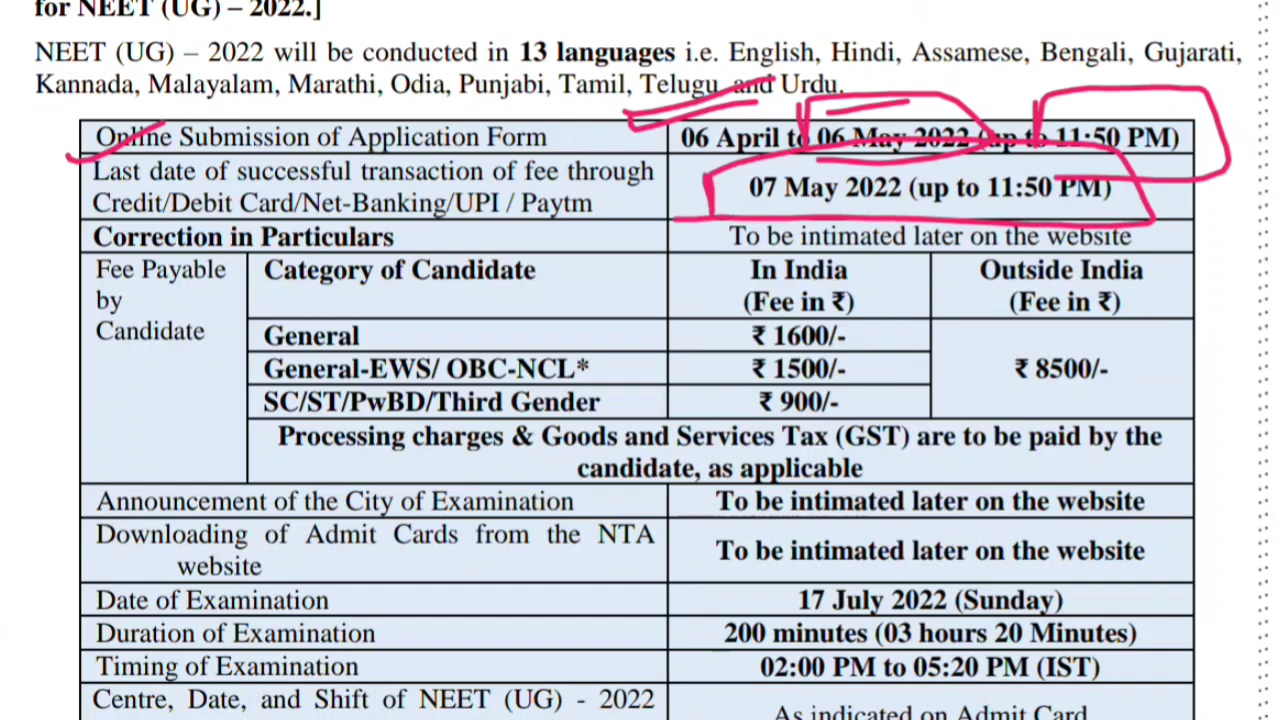 for NEET (UG) – 2022.]
NEET (UG) – 2022 will be conducted in 13 languages i.e. English, Hindi, Assamese, Bengali, Gujarati,
Kannada, Malayalam, Marathi, Odia, Punjabi, Tamil, Telugu and Urdu.
Online Submission of Application Form 06 April to 06 May 2022 (up to 11:50 PM)
Last date of successful transaction of fee through
Credit/Debit Card/Net-Banking/UPI / Paytm
07 May 2022 (up to 11:50 PM)
Correction in Particulars To be intimated later on the website
Fee Payable
by
Candidate
Category of Candidate
In India
(Fee in ₹)
Outside India
(Fee in ₹)
General ₹ 1600/-
General-EWS/ OBC-NCL* ₹ 1500/-
SC/ST/PwBD/Third Gender ₹ 900/-
₹ 8500/-
Processing charges & Goods and Services Tax (GST) are to be paid by the
candidate, as applicable
Announcement of the City of Examination To be intimated later on the website
Downloading of Admit Cards from the NTA
website
To be intimated later on the website
Date of Examination 17 July 2022 (Sunday)
Duration of Examination 200 minutes (03 hours 20 Minutes)
Timing of Examination 02:00 PM to 05:20 PM (IST)
Centre, Date, and Shift of NEET (UG) - 2022
As indicated on Admit Card